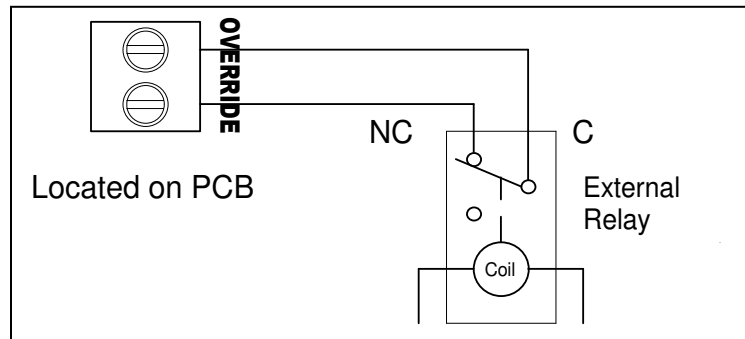 OVERRIDE
NC
C
Located on PCB
External
Relay
Coil